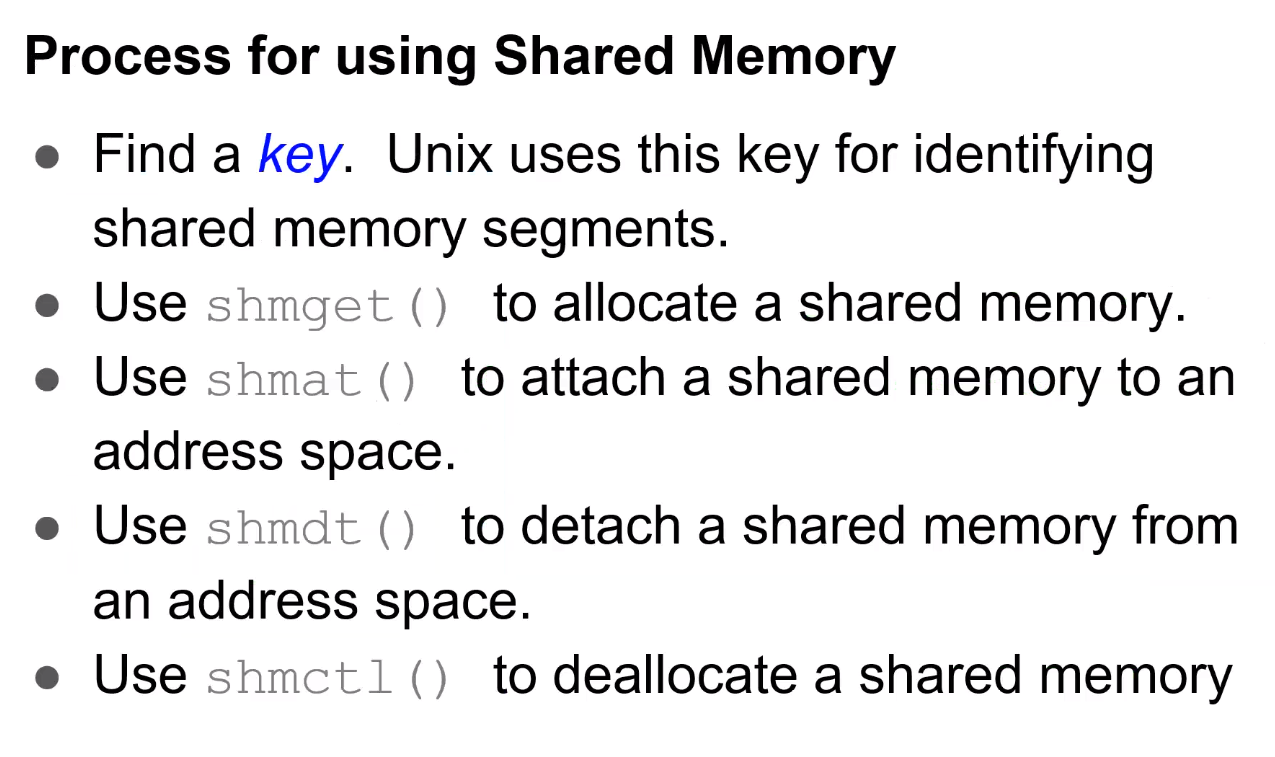 Process for using Shared Memory
● Find a key. Unix uses this key for identifying
shared memory segments.
● Use shmget() to allocate a shared memory.
● Use shmat() to attach a shared memory to an
address space.
● Use shmdt() to detach a shared memory from
an address space.
● Use shmctl() to deallocate a shared memory